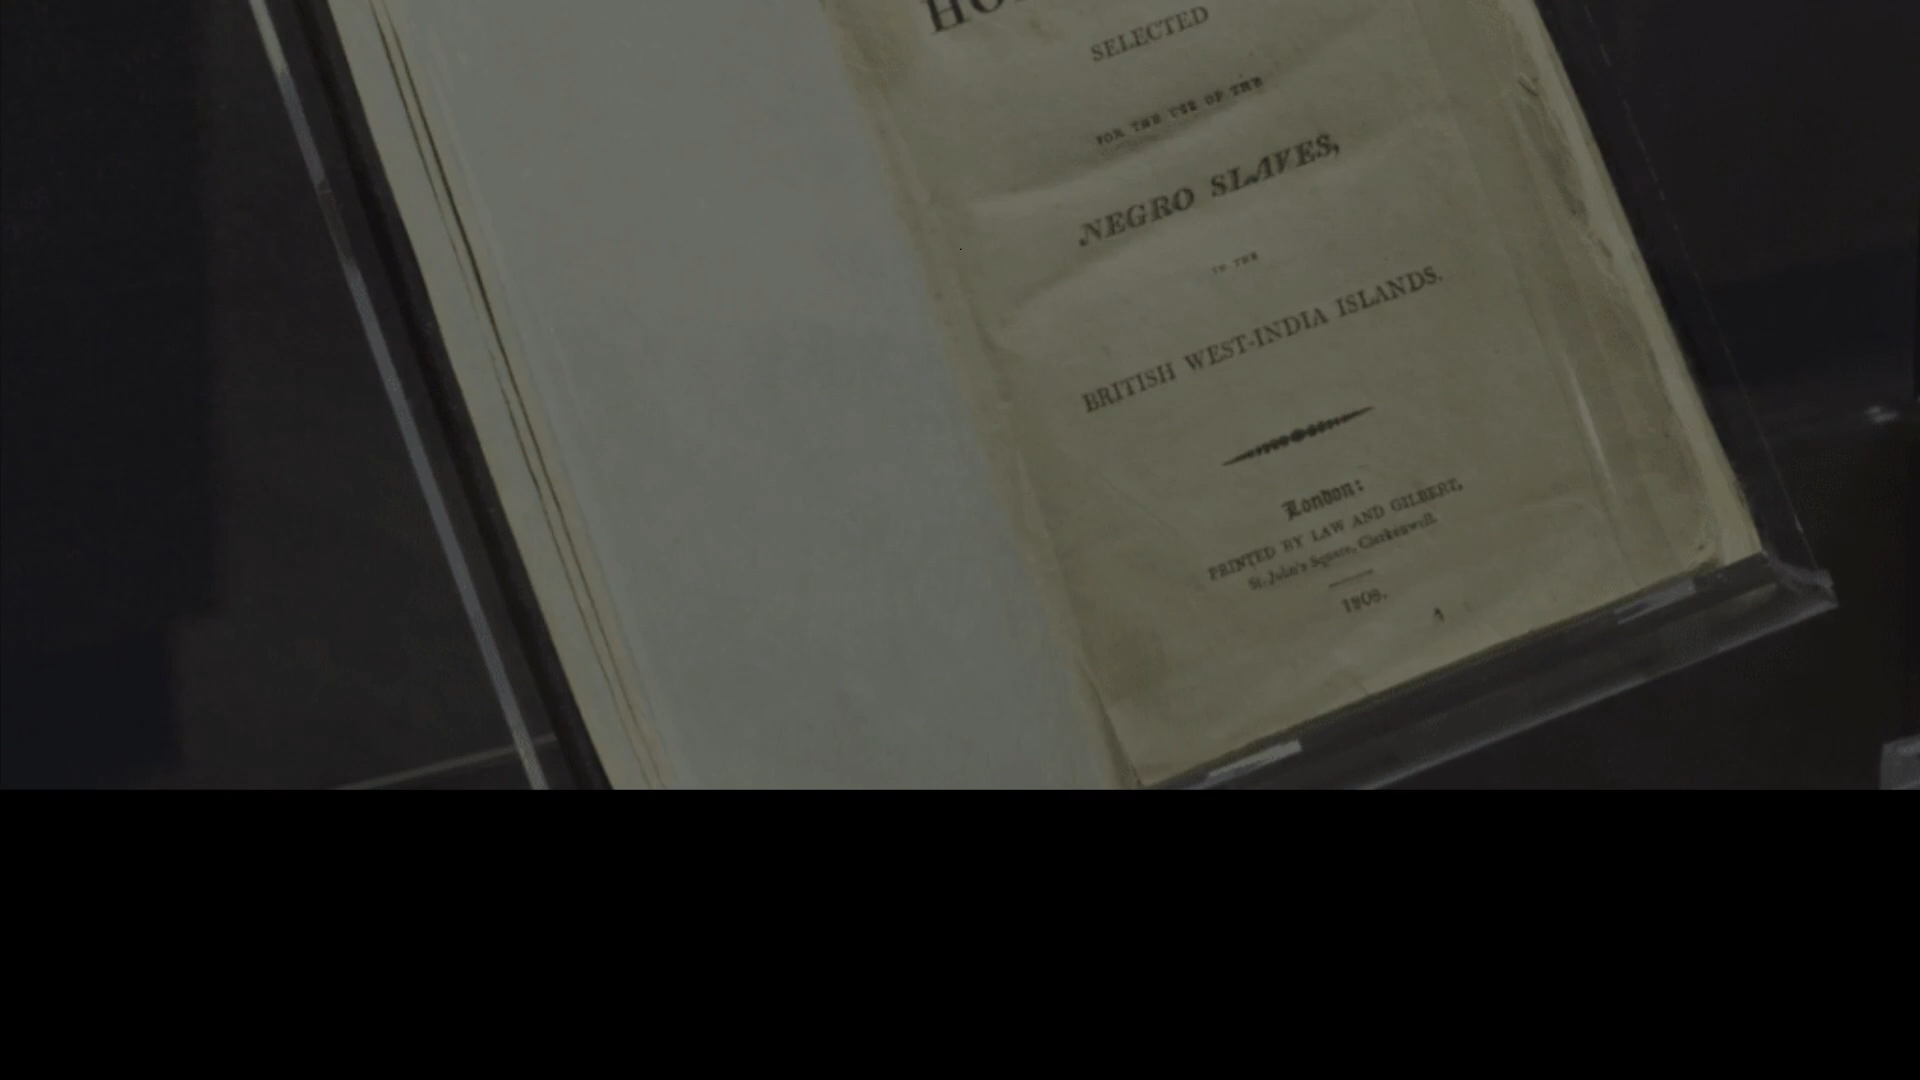 SELECTED
FOR THE USE OF THE
NEGRO SLAVES,
IN THE
BRITISH WEST-INDIA ISLANDS.
London:
PRINTED BY LAW AND GILBERT,
St. John's Square, Clerkenwell.
1808.